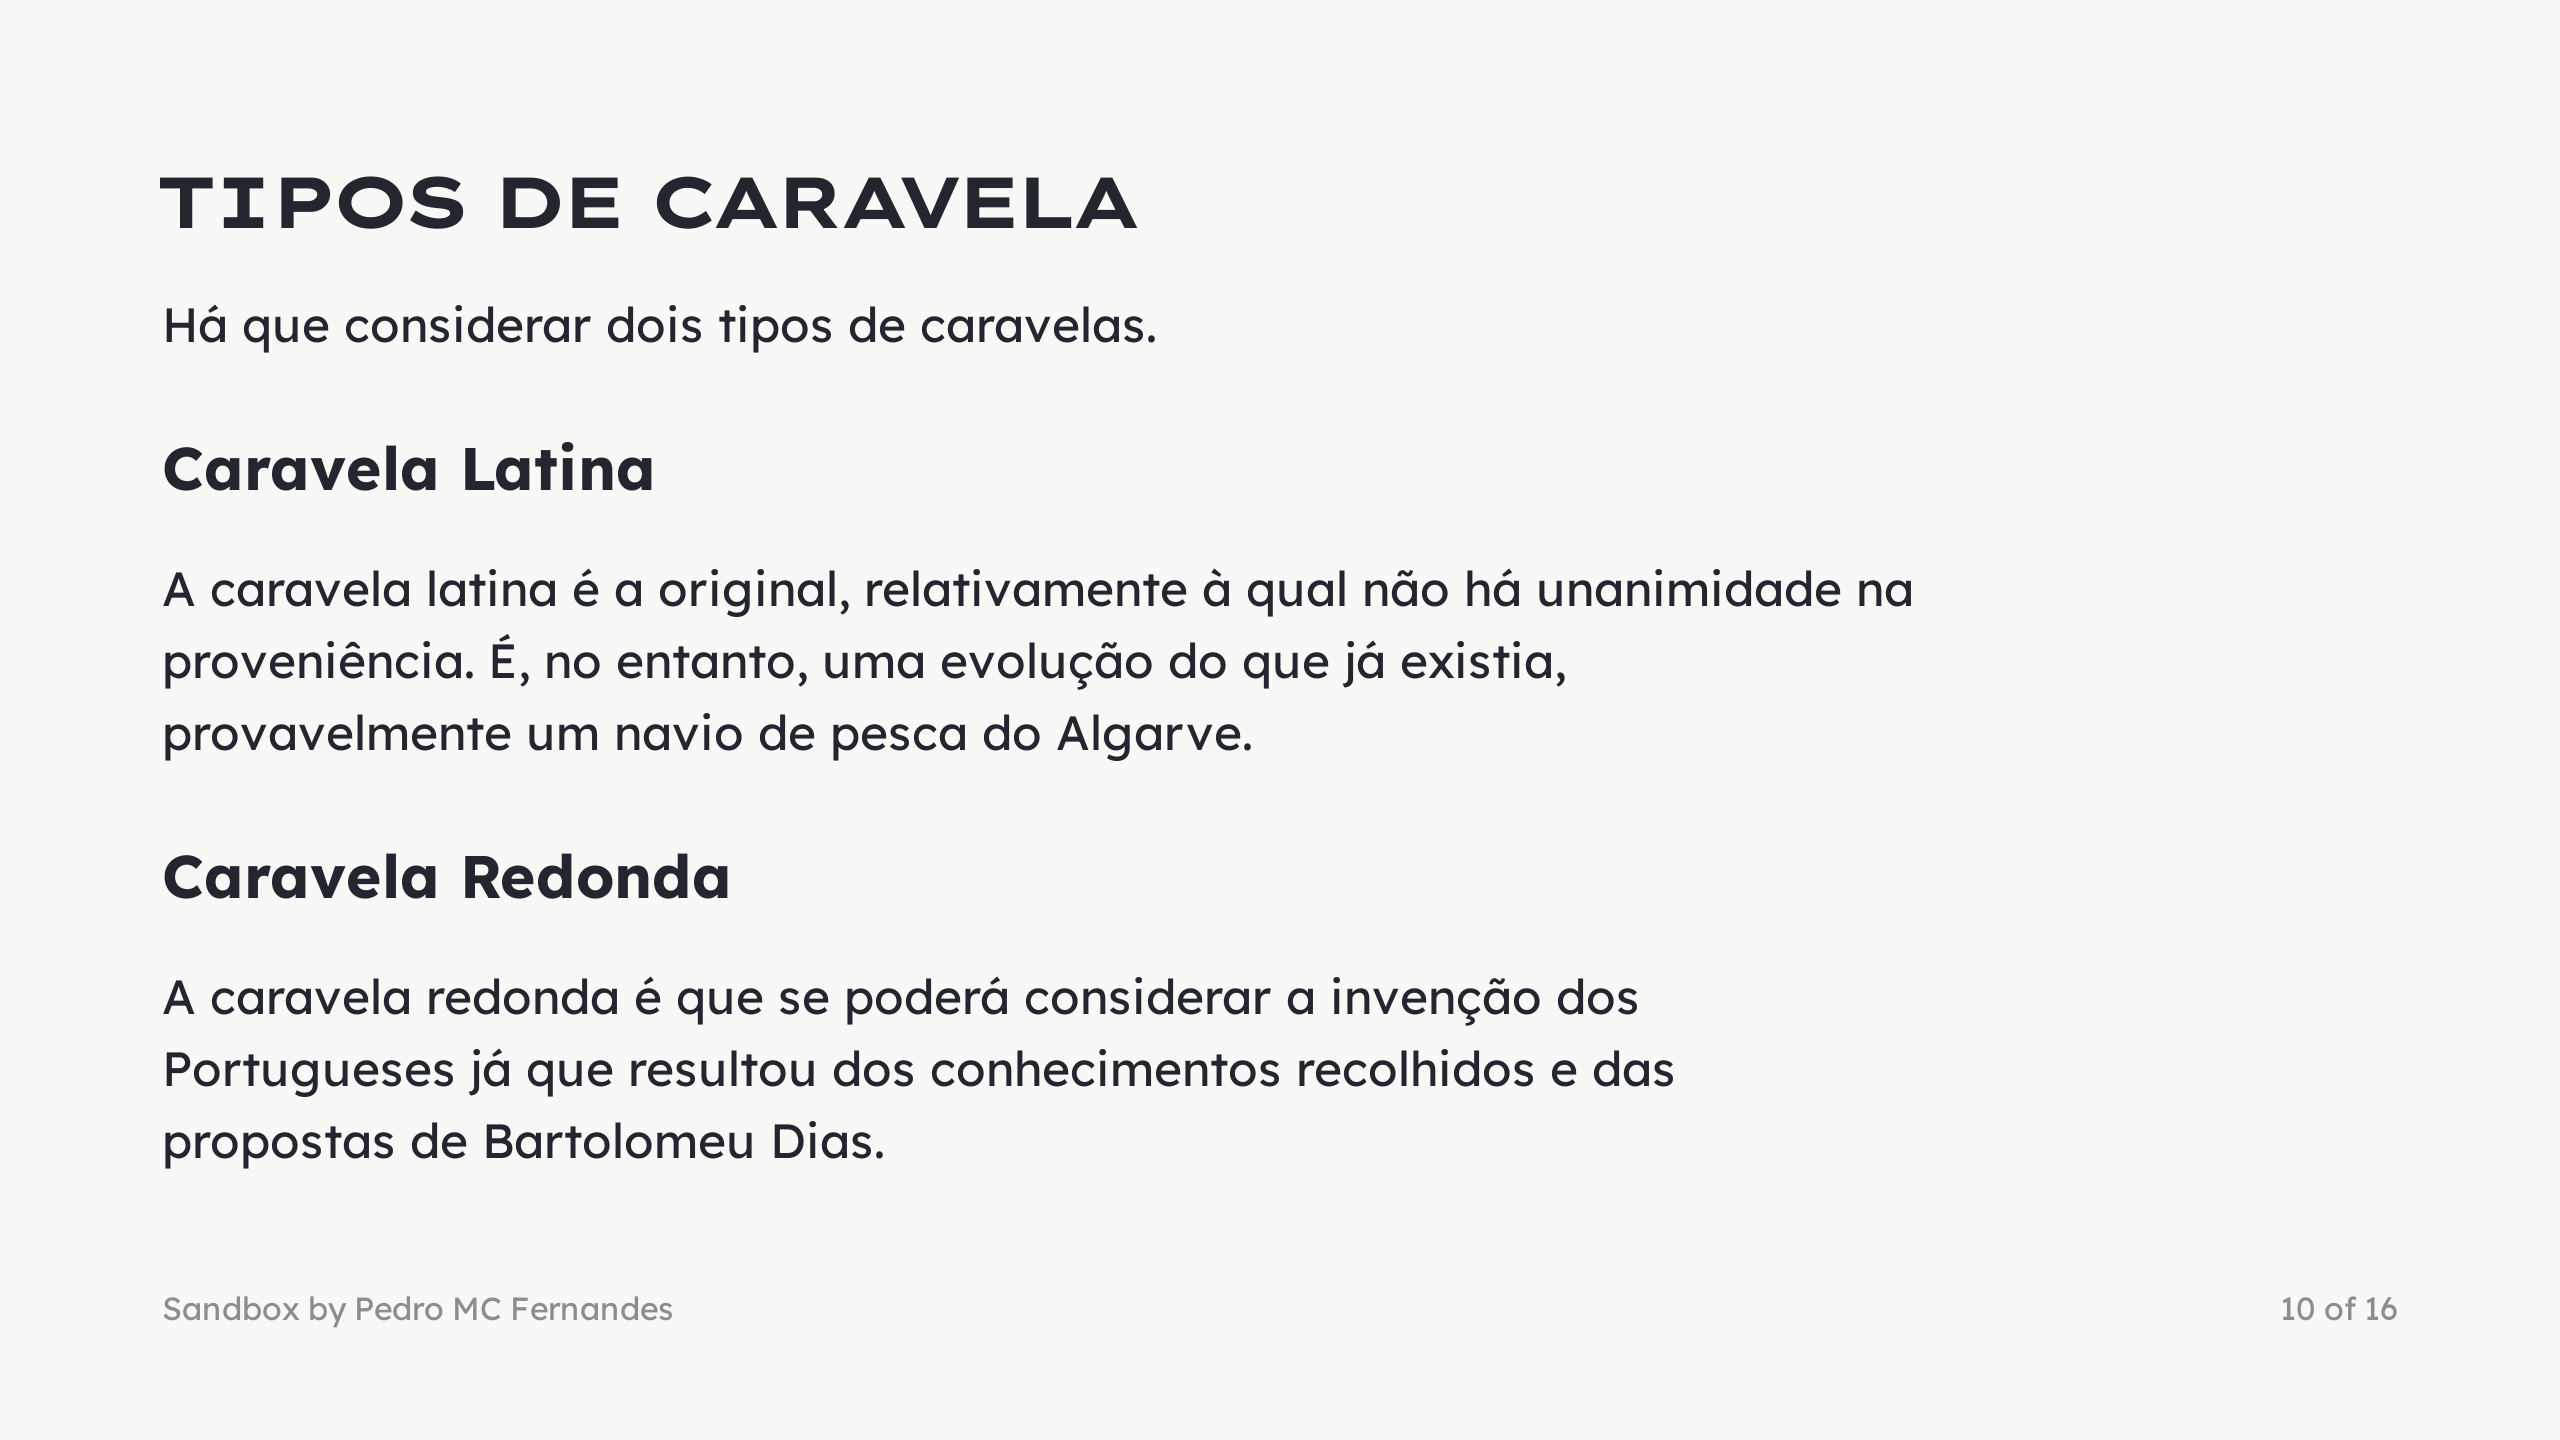 TIPOS DE CARAVELA
Há que considerar dois tipos de caravelas.
Caravela Latina
A caravela latina é a original, relativamente à qual não há unanimidade na
proveniência. É, no entanto, uma evolução do que já existia,
provavelmente um navio de pesca do Algarve.
Caravela Redonda
A caravela redonda é que se poderá considerar a invenção dos
Portugueses já que resultou dos conhecimentos recolhidos e das
propostas de Bartolomeu Dias.
Sandbox by Pedro MC Fernandes
10 of 16